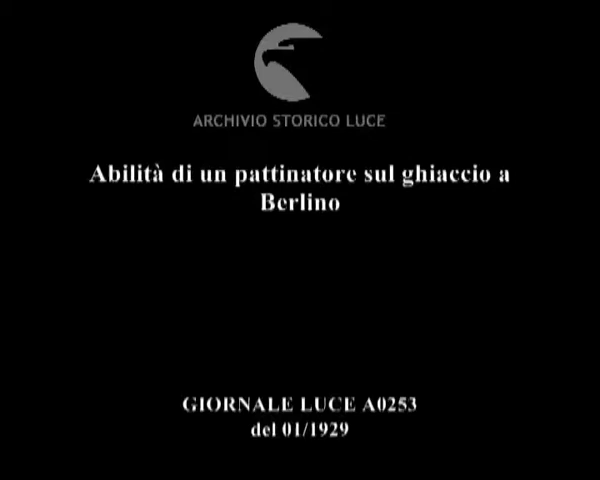 ARCHIVIO STORICO LUCE
Abilità di un pattinatore sul ghiaccio a
Berlino
GIORNALE LUCE A0253
del 01/1929